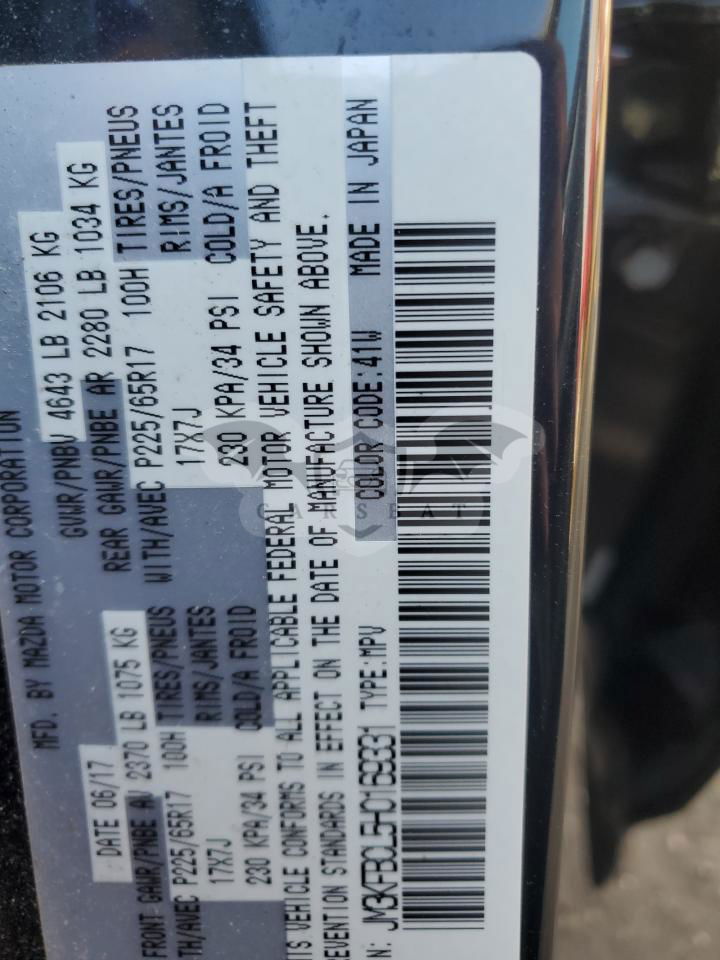 MFD. BY MAZDA MOTOR CORPORATION
DATE 06/17 GVWR/PNBV 4643 LB 2106 KG
FRONT GAWR/PNBE AV 2370 LB 1075 KG REAR GAWR/PNBE AR 2280 LB 1034 KG
TH/AVEC P225/65R17 100H TIRES/PNEUS WITH/AVEC P225/65R17 100H TIRES/PNEUS
17X7J RIMS/JANTES 17X7J RIMS/JANTES
230 KPA/34 PSI COLD/A FROID 230 KPA/34 PSI COLD/A FROID
VEHICLE CONFORMS TO ALL APPLICABLE FEDERAL MOTOR VEHICLE SAFETY AND THEFT
EVENTION STANDARDS IN EFFECT ON THE DATE OF MANUFACTURE SHOWN ABOVE.
N: JM3KFBCL5H0169331 TYPE:MPV COLOR CODE:41W MADE IN JAPAN
CARSEAT